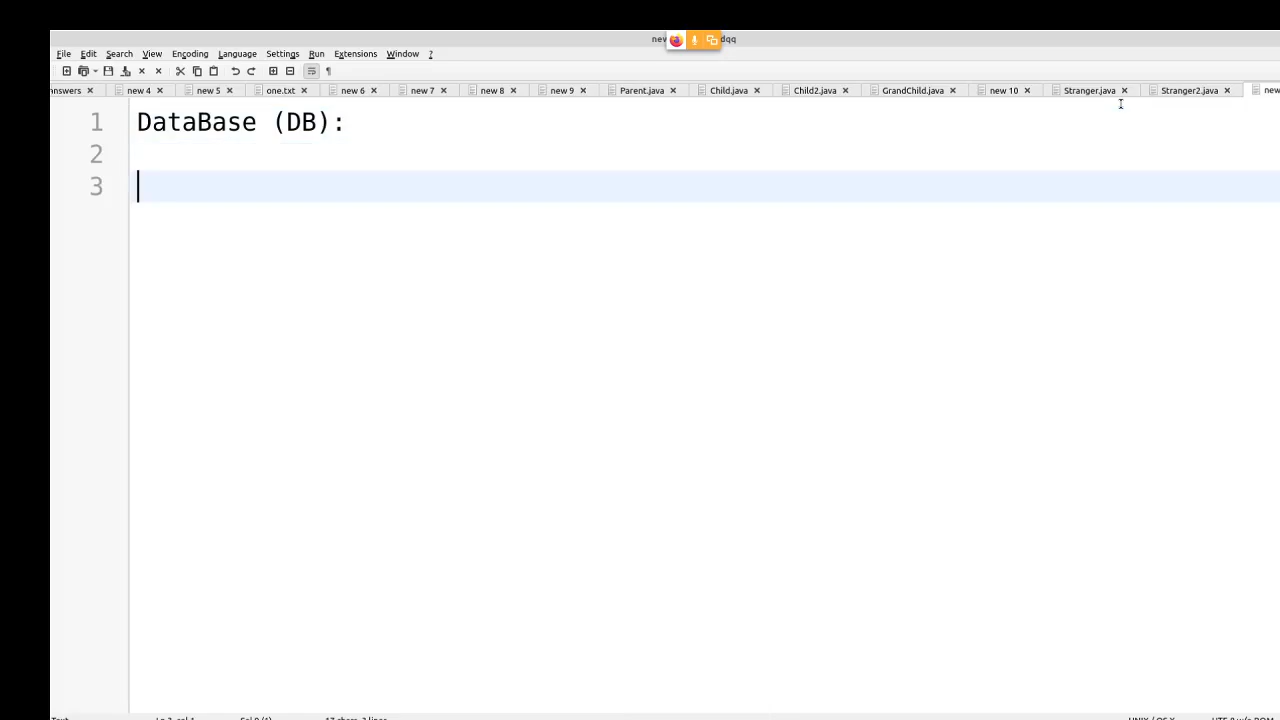 dqq
File Edit Search View Encoding Language Settings Run Extensions Window ?
new 4 new 5 one.txt new 6 new 7 new 8 new 9 Parent.java Child.java Child2.java GrandChild.java new 10 Stranger.java Stranger2.java new
1 DataBase (DB):
2
3